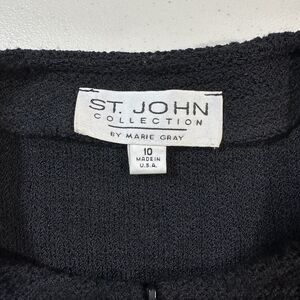 ST. JOHN
COLLECTION
BY MARIE GRAY
10
MADE IN
U.S.A.